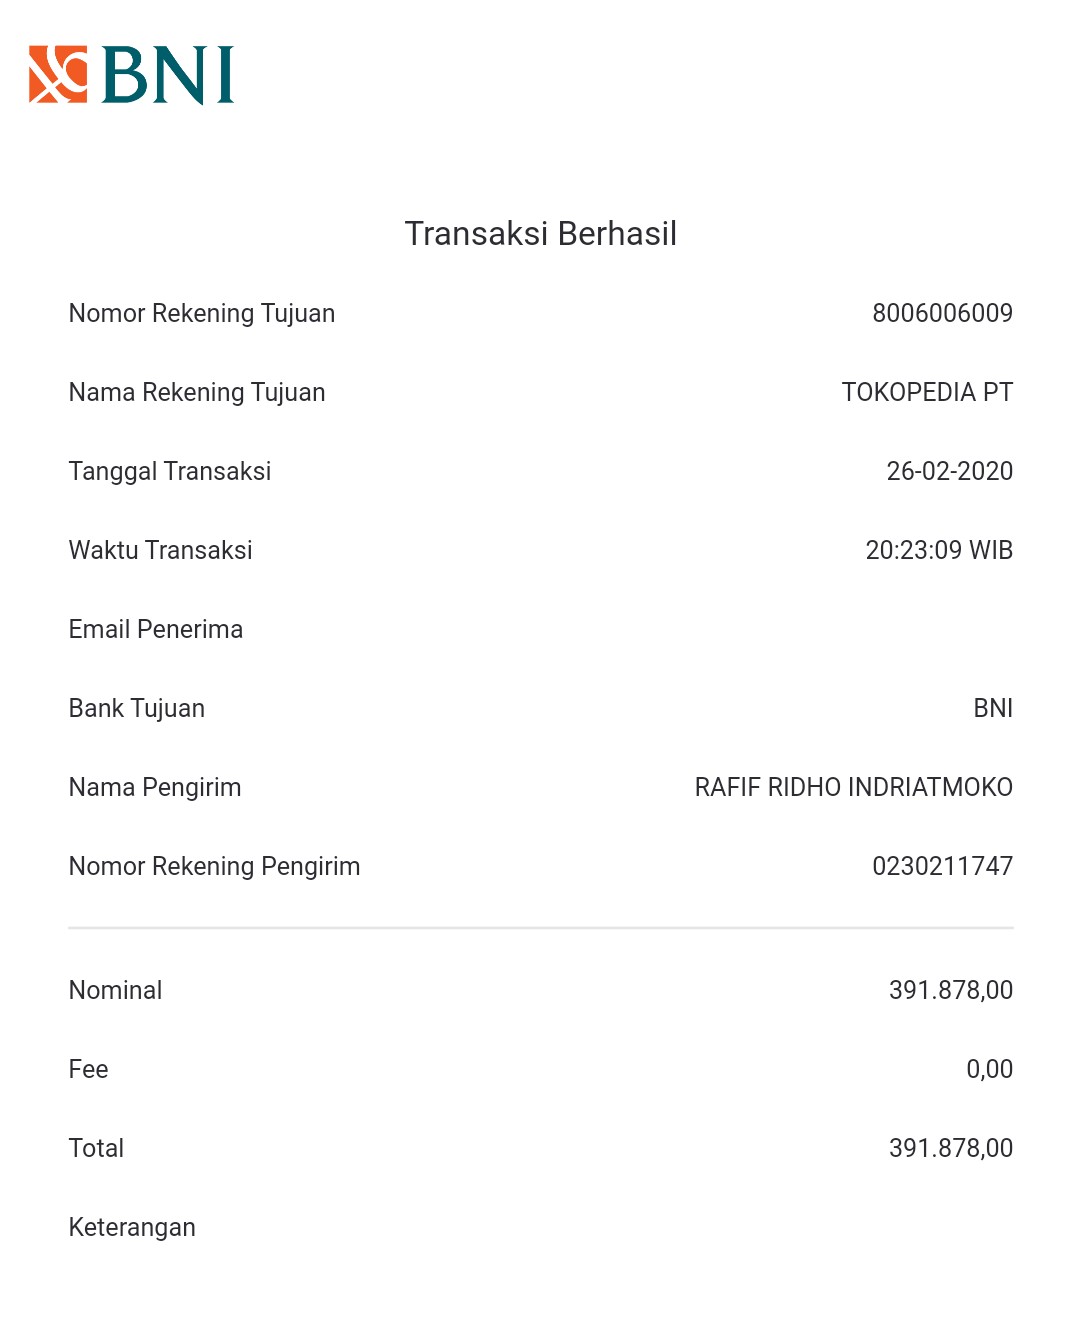 BNI
Transaksi Berhasil
Nomor Rekening Tujuan 8006006009
Nama Rekening Tujuan TOKOPEDIA PT
Tanggal Transaksi 26-02-2020
Waktu Transaksi 20:23:09 WIB
Email Penerima
Bank Tujuan BNI
Nama Pengirim RAFIF RIDHO INDRIATMOKO
Nomor Rekening Pengirim 0230211747
Nominal 391.878,00
Fee 0,00
Total 391.878,00
Keterangan